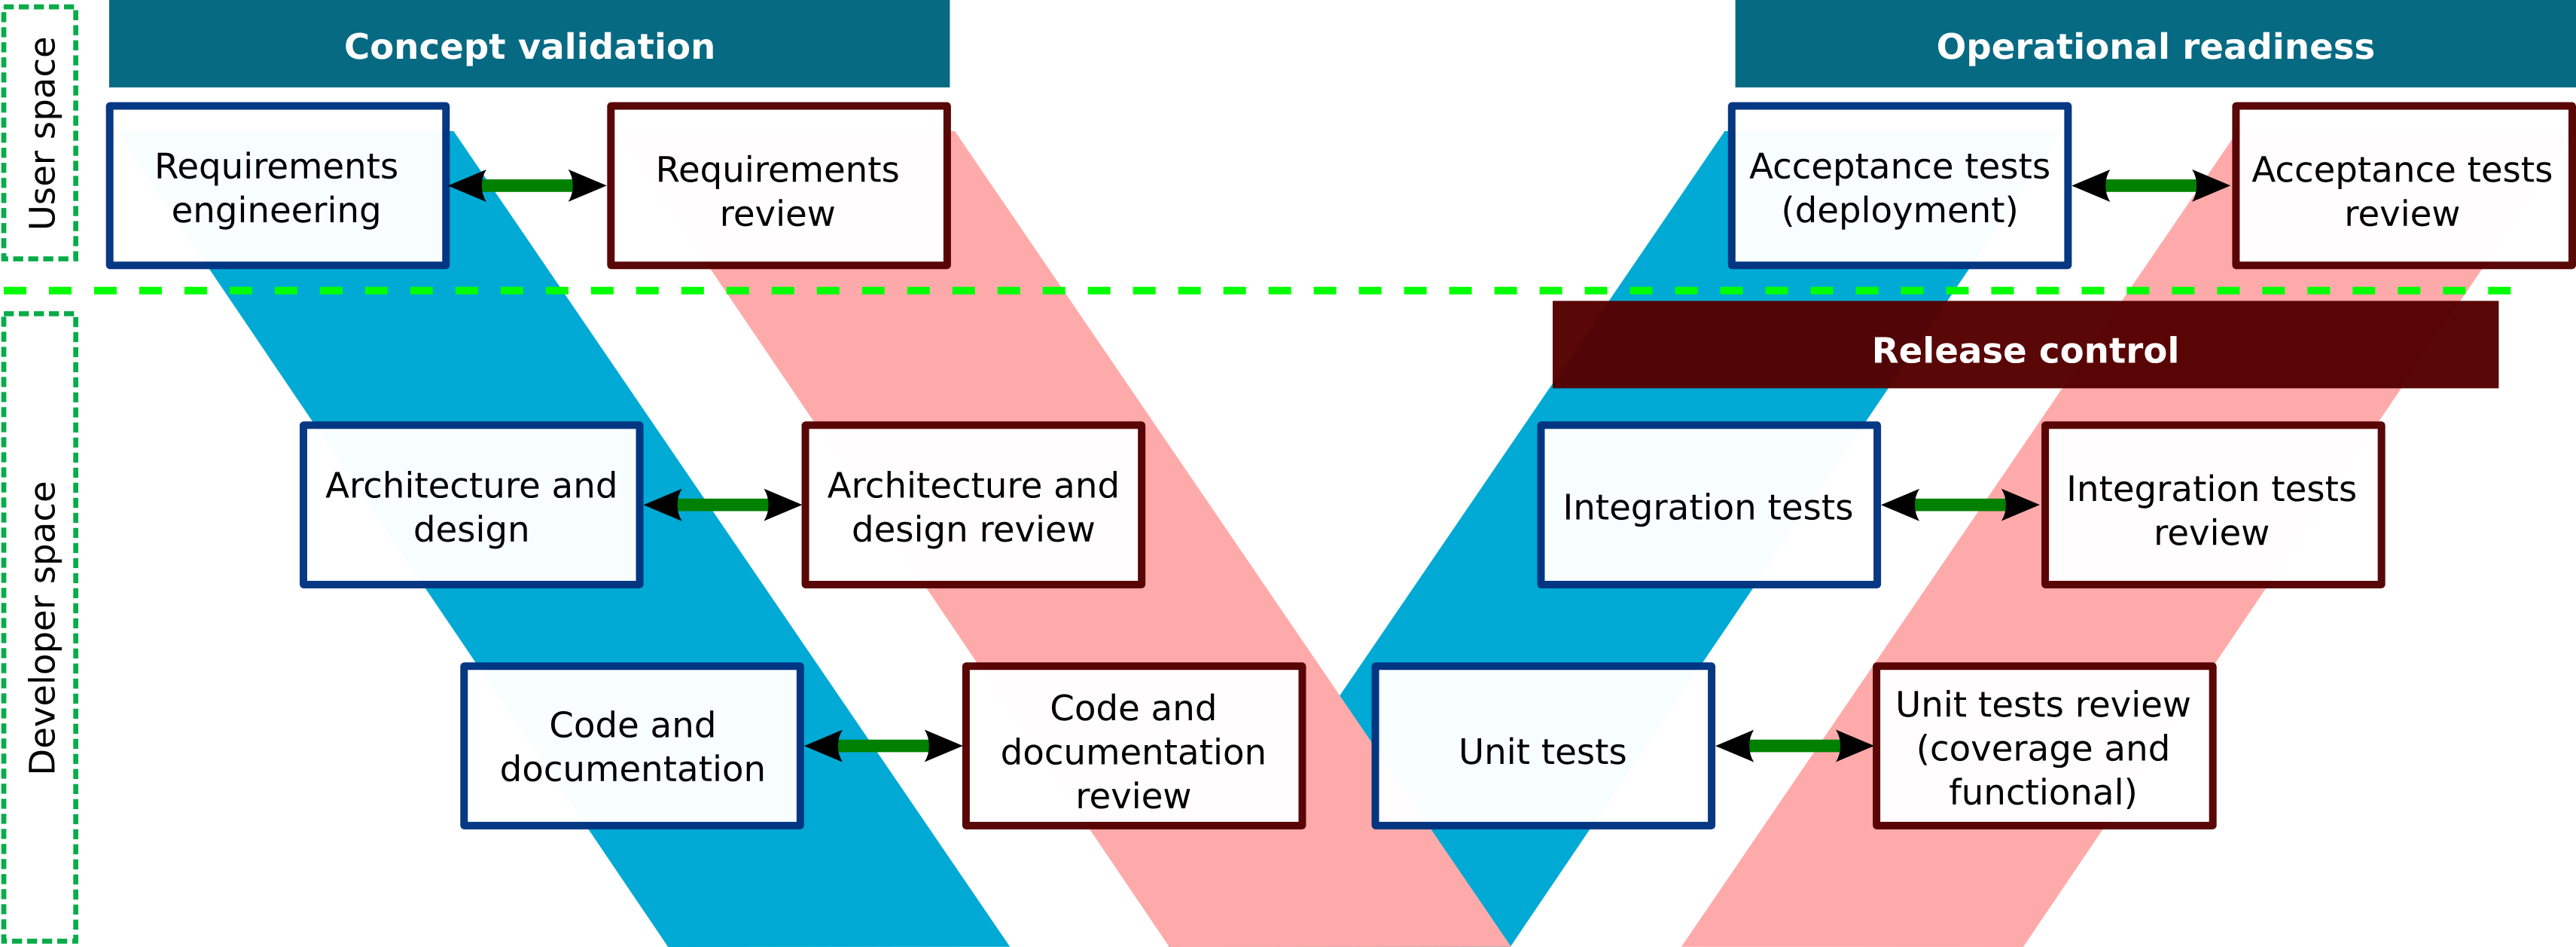 User space
Concept validation
Operational readiness
Requirements
engineering
Requirements
review
Acceptance tests
(deployment)
Acceptance tests
review
Developer space
Release control
Architecture and
design
Architecture and
design review
Integration tests
Integration tests
review
Code and
documentation
Code and
documentation
review
Unit tests
Unit tests review
(coverage and
functional)